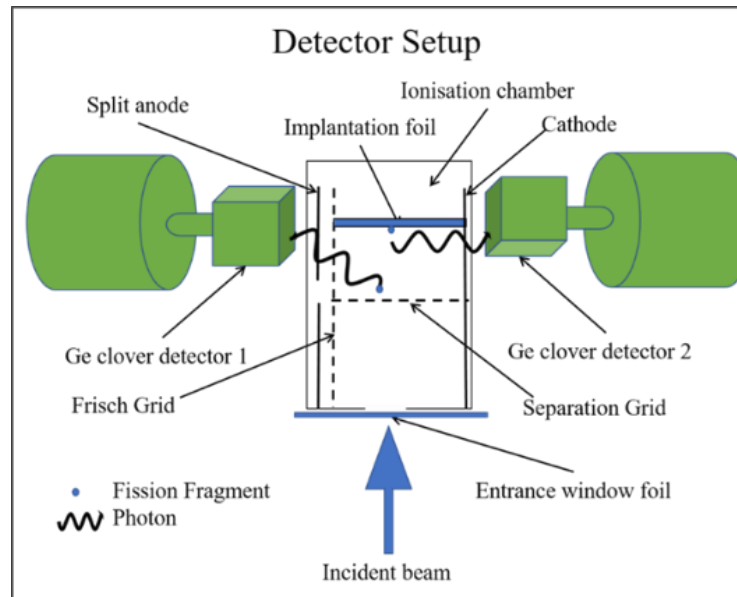 Detector Setup
Ionisation chamber
Split anode
Implantation foil
Cathode
Ge clover detector 1
Ge clover detector 2
Frisch Grid
Separation Grid
Fission Fragment
Entrance window foil
Photon
Incident beam